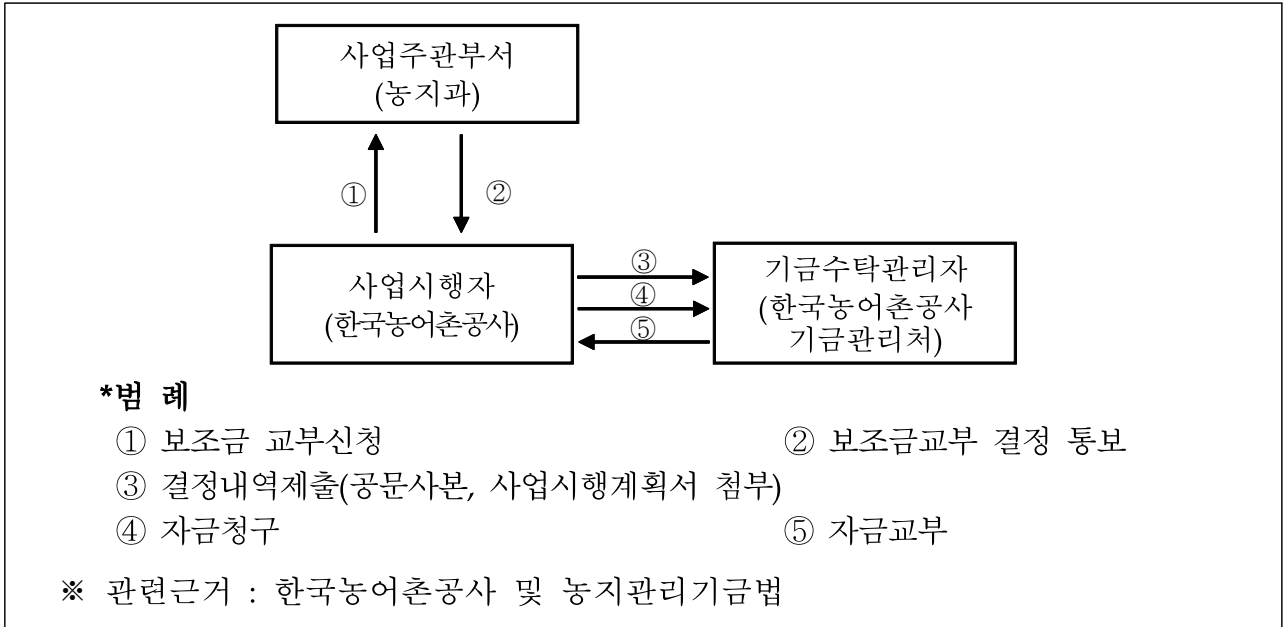 사업주관부서
(농지과)
①
②
사업시행자
(한국농어촌공사)
③
④
⑤
기금수탁관리자
(한국농어촌공사
기금관리처)
*범 례
① 보조금 교부신청
② 보조금교부 결정 통보
③ 결정내역제출(공문사본, 사업시행계획서 첨부)
④ 자금청구
⑤ 자금교부
※ 관련근거 : 한국농어촌공사 및 농지관리기금법